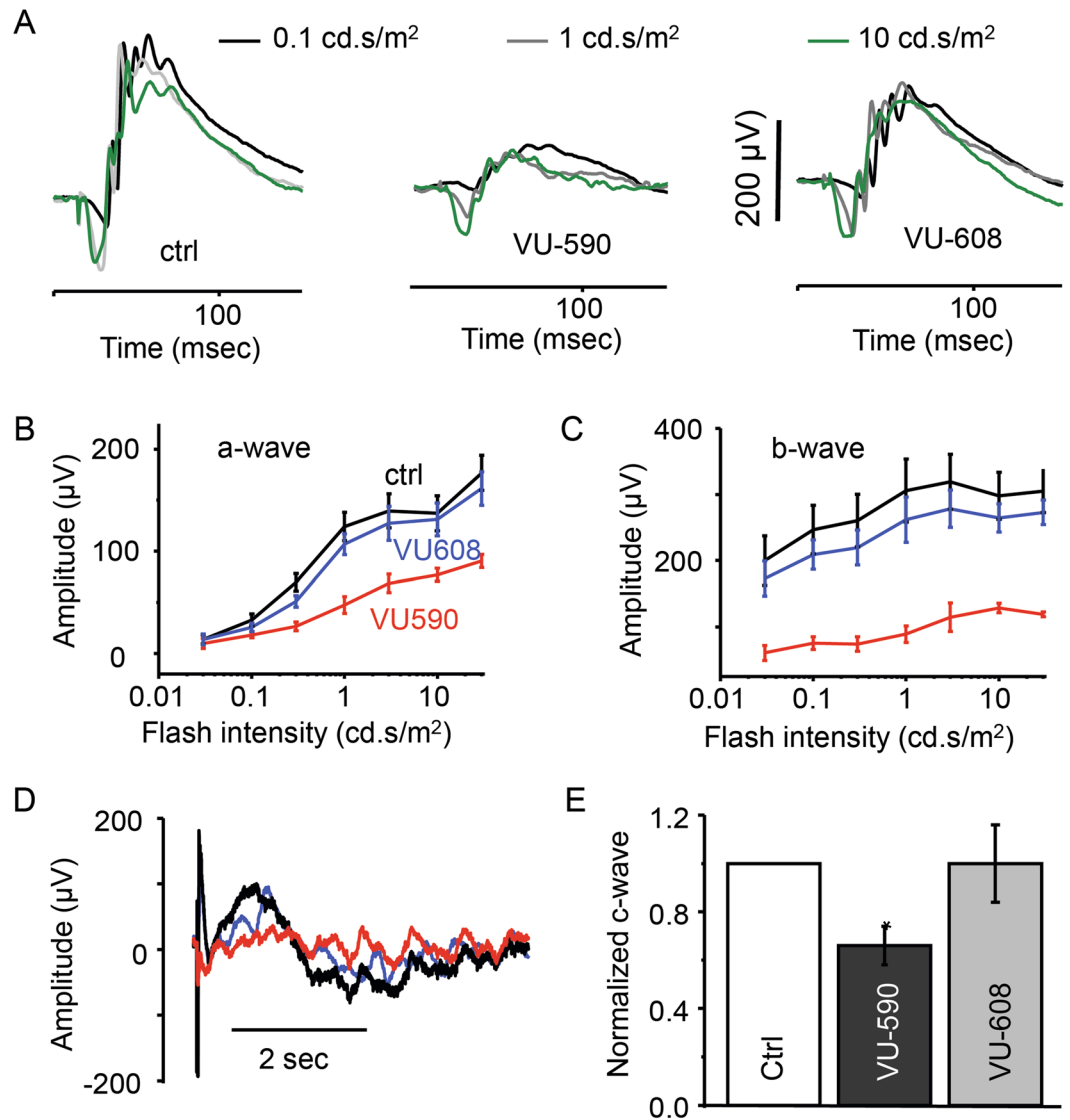 A
0.1 cd.s/m² 1 cd.s/m² 10 cd.s/m²
200 µV
ctrl VU-590 VU-608
100 100 100
Time (msec) Time (msec) Time (msec)
B
a-wave
ctrl
VU608
VU590
Amplitude (µV)
200
100
0
0.01 0.1 1 10
Flash intensity (cd.s/m²)
C
b-wave
Amplitude (µV)
400
200
0.01 0.1 1 10
Flash intensity (cd.s/m²)
D
Amplitude (µV)
200
0
-200
2 sec
E
Normalized c-wave
1.2
0.8
0.4
0.0
*
Ctrl
VU-590
VU-608